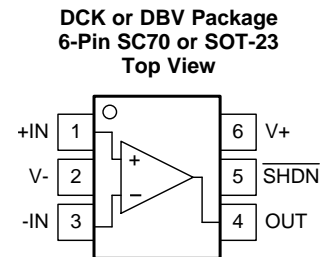 DCK or DBV Package
6-Pin SC70 or SOT-23
Top View
+IN 1 6 V+
V- 2 5 SHDN
-IN 3 4 OUT
+
−